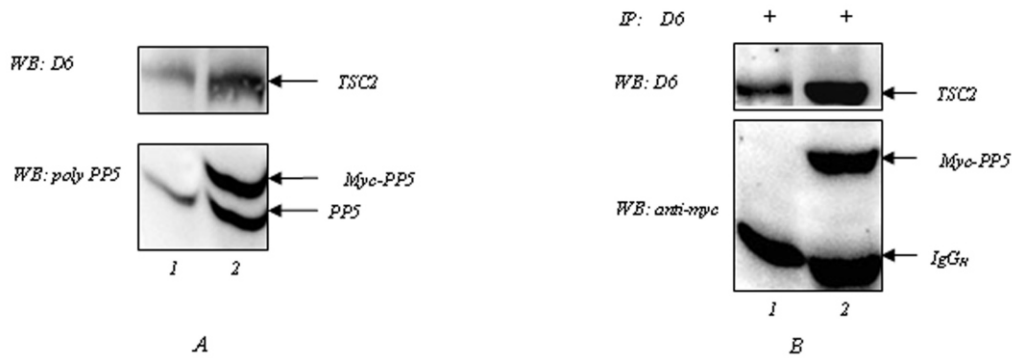 WB: D6
TSC2
WB: poly PP5
Myc-PP5
PP5
1 2
A
IP: D6 + +
WB: D6
TSC2
Myc-PP5
WB: anti-myc
IgGH
1 2
B